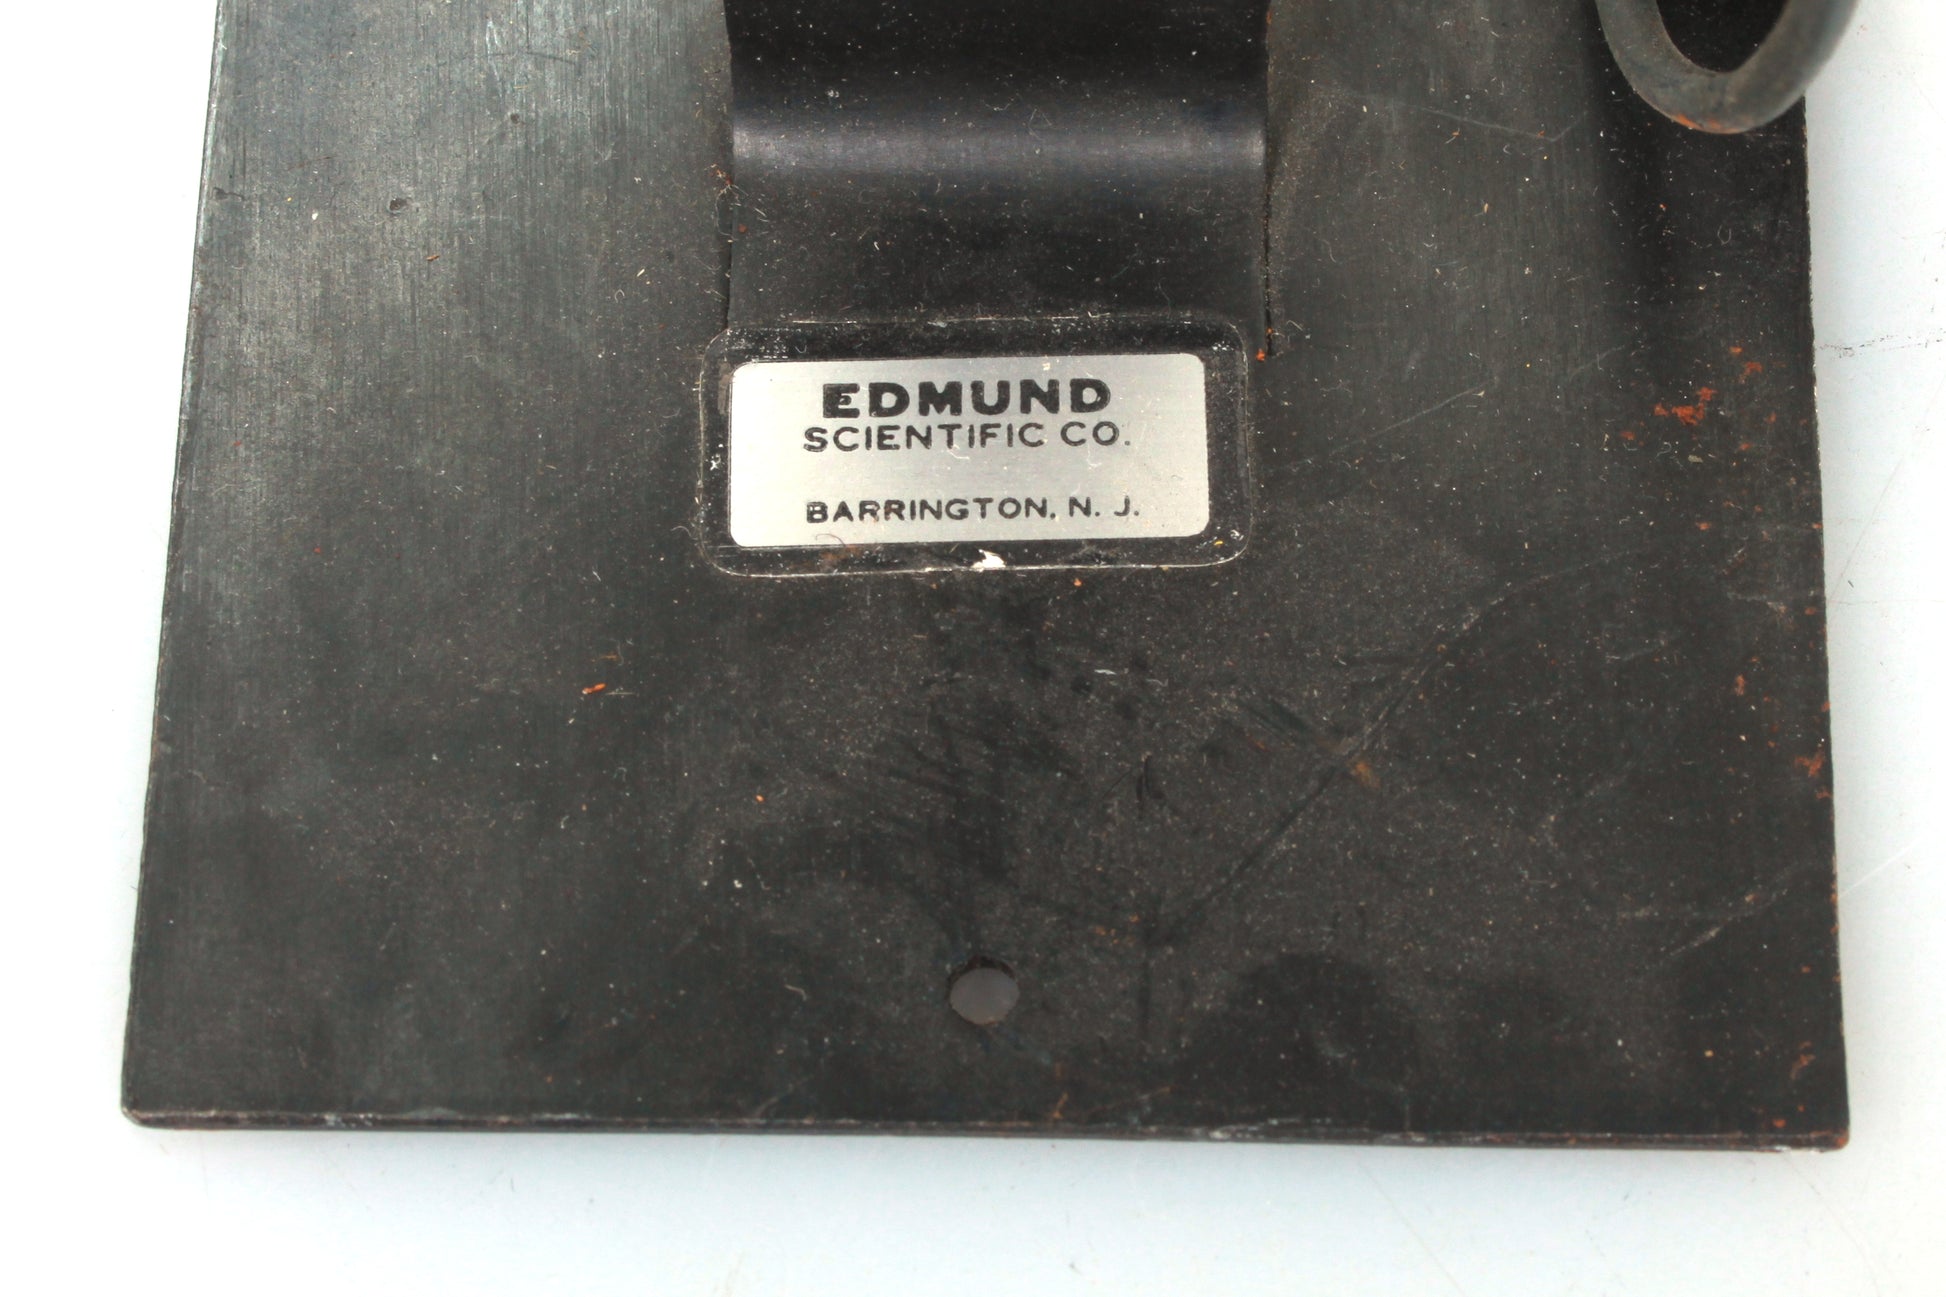 EDMUND
SCIENTIFIC CO.
BARRINGTON, N. J.